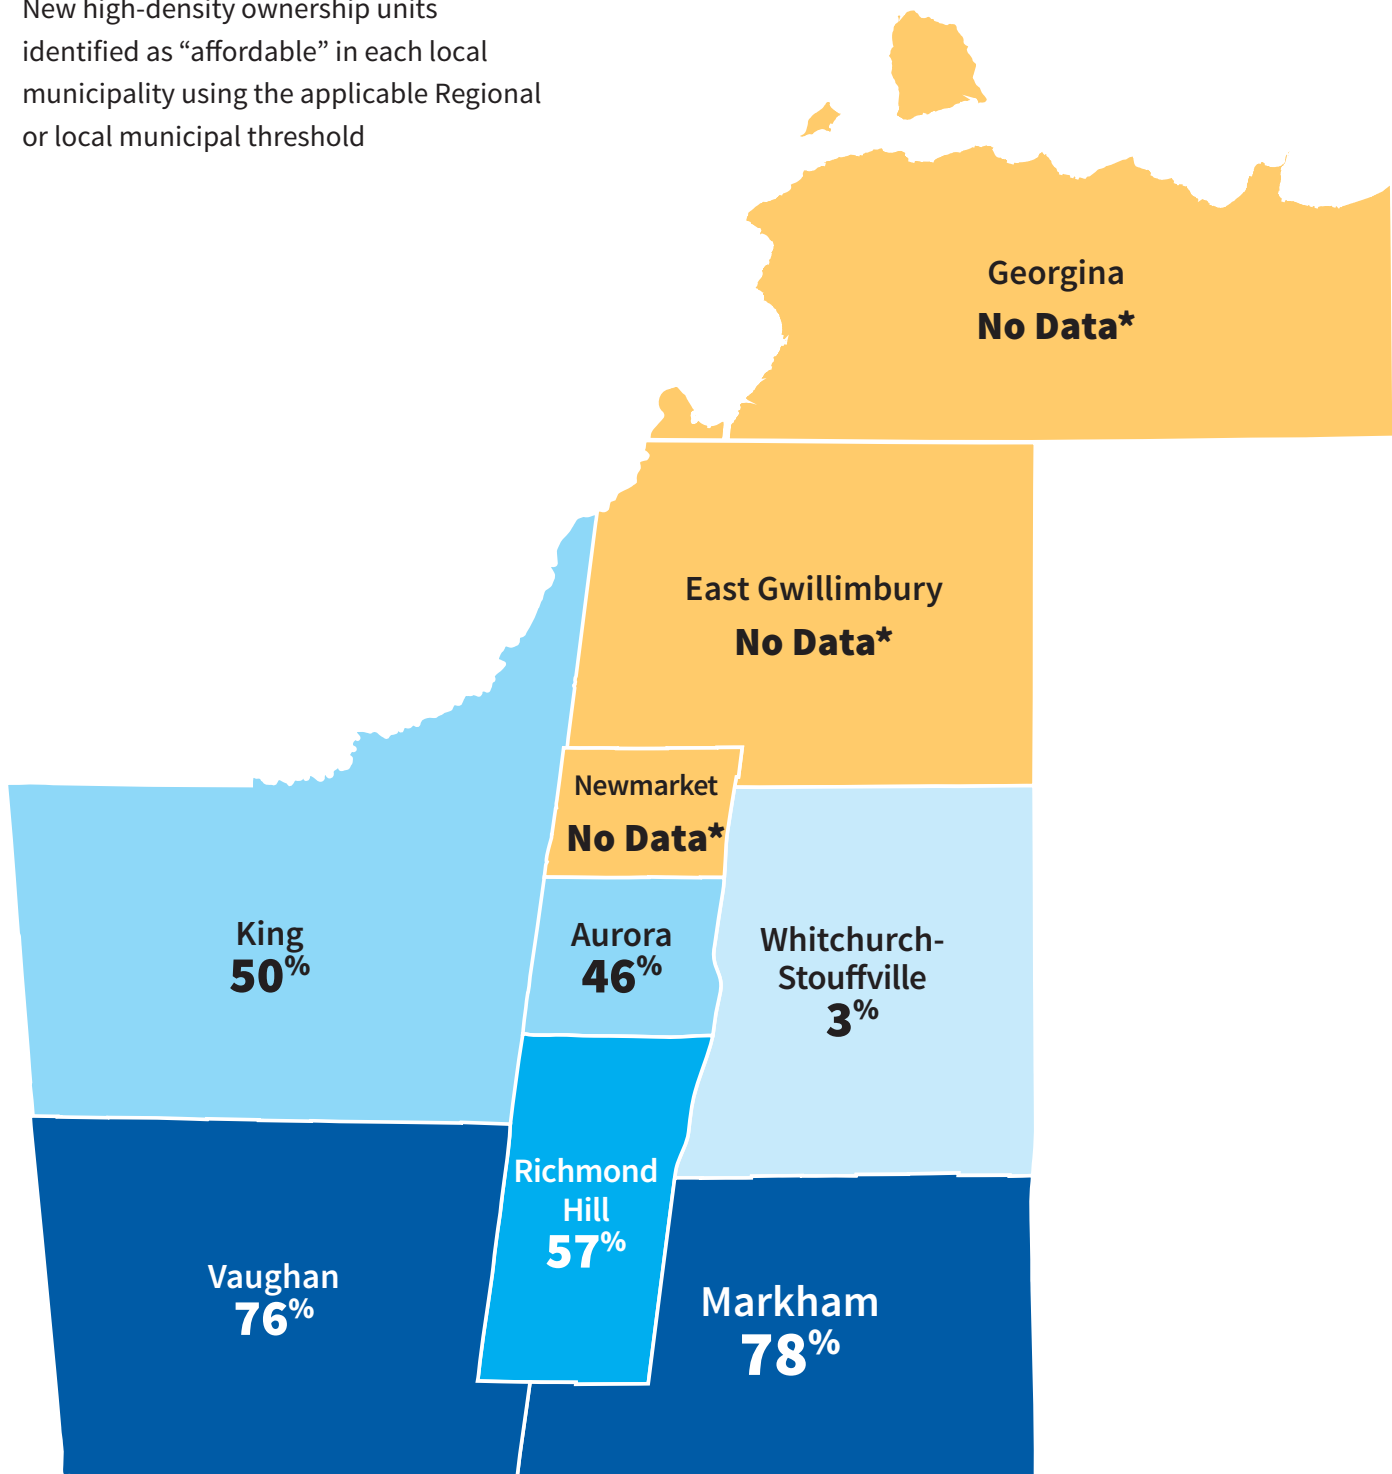 New high-density ownership units
identified as “affordable” in each local
municipality using the applicable Regional
or local municipal threshold
Georgina
No Data*
East Gwillimbury
No Data*
Newmarket
No Data*
King
50%
Aurora
46%
Whitchurch-
Stouffville
3%
Richmond
Hill
57%
Vaughan
76%
Markham
78%